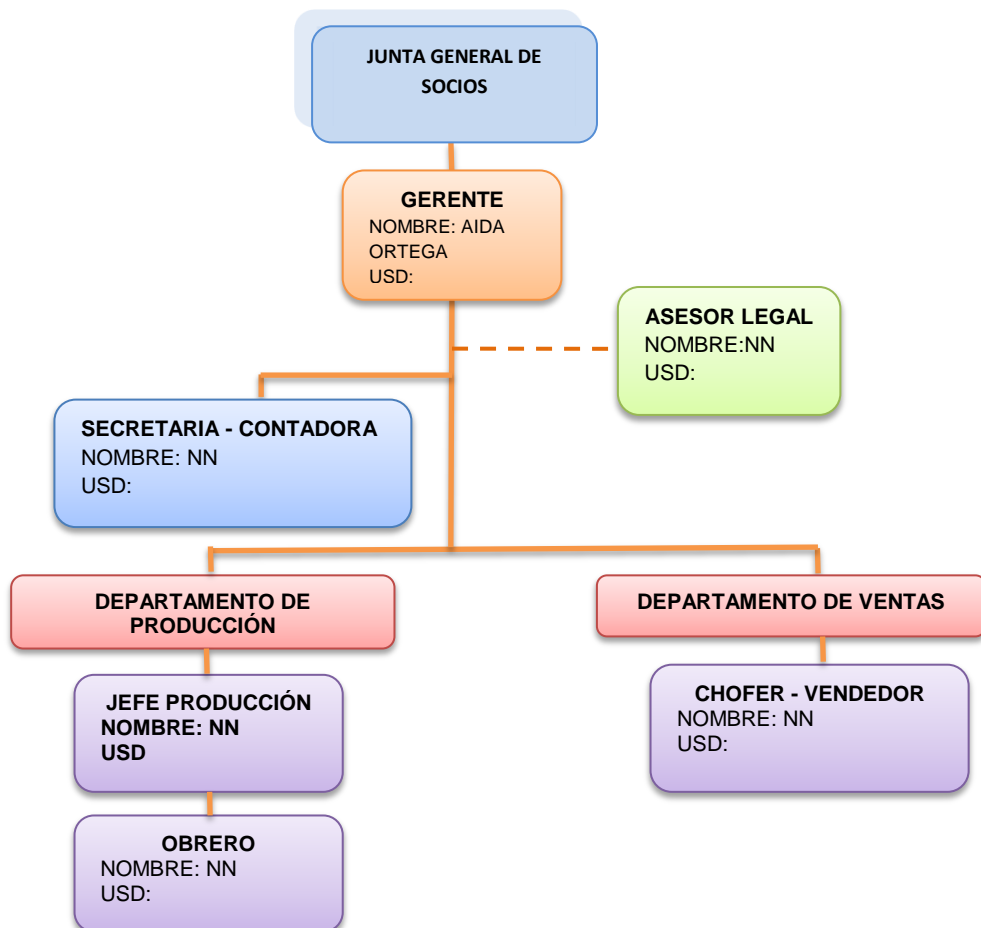 JUNTA GENERAL DE
SOCIOS
GERENTE
NOMBRE: AIDA
ORTEGA
USD:
ASESOR LEGAL
NOMBRE:NN
USD:
SECRETARIA - CONTADORA
NOMBRE: NN
USD:
DEPARTAMENTO DE
PRODUCCIÓN
DEPARTAMENTO DE VENTAS
JEFE PRODUCCIÓN
NOMBRE: NN
USD
CHOFER - VENDEDOR
NOMBRE: NN
USD:
OBRERO
NOMBRE: NN
USD: